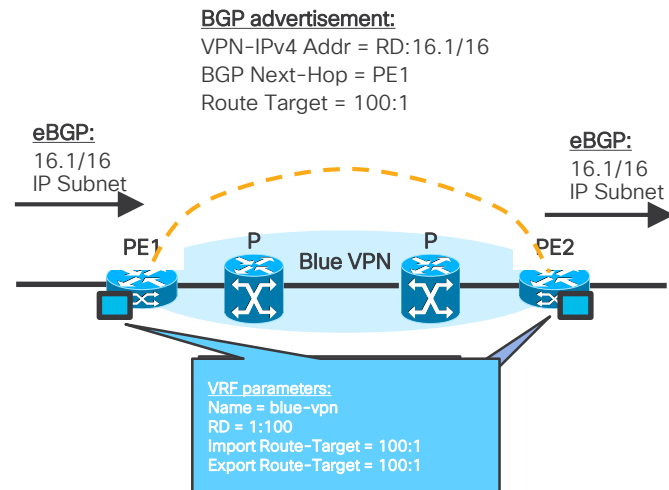 BGP advertisement:
VPN-IPv4 Addr = RD:16.1/16
BGP Next-Hop = PE1
Route Target = 100:1
eBGP:
16.1/16
IP Subnet
eBGP:
16.1/16
IP Subnet
PE1
P
Blue VPN
P
PE2
VRF parameters:
Name = blue-vpn
RD = 1:100
Import Route-Target = 100:1
Export Route-Target = 100:1